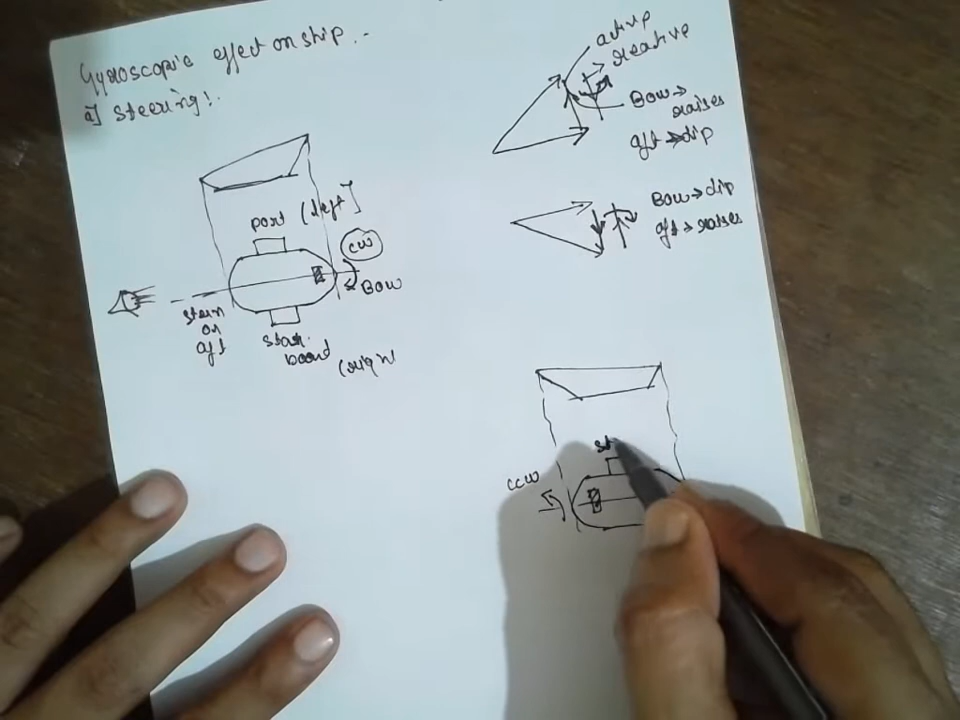 Gyroscopic effect on ship.-
a] steering:.
active
reactive
Bow→
raises
aft→dip
port (left]
CW
Bow
stern
or
aft
star-
board
(right
Bow→dip
aft→raises
CCW
st